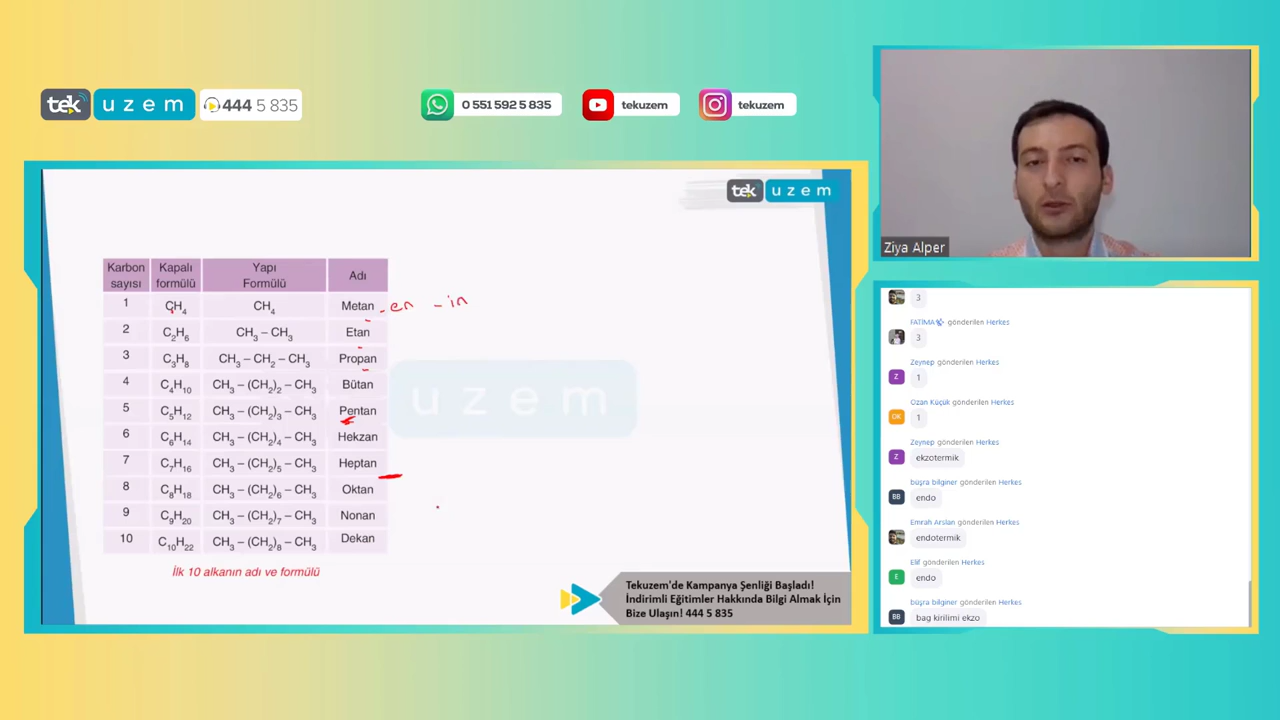 tek uzem 444 5 835
0 551 592 5 835
tekuzem
tekuzem
tek uzem
Ziya Alper
Karbon sayısı Kapalı formülü Yapı Formülü Adı
1 CH4 CH4 Metan -en -in
2 C2H6 CH3 – CH3 Etan
3 C3H8 CH3 – CH2 – CH3 Propan
4 C4H10 CH3 – (CH2)2 – CH3 Bütan
5 C5H12 CH3 – (CH2)3 – CH3 Pentan
6 C6H14 CH3 – (CH2)4 – CH3 Hekzan
7 C7H16 CH3 – (CH2)5 – CH3 Heptan
8 C8H18 CH3 – (CH2)6 – CH3 Oktan
9 C9H20 CH3 – (CH2)7 – CH3 Nonan
10 C10H22 CH3 – (CH2)8 – CH3 Dekan
İlk 10 alkanın adı ve formülü
uzem
Tekuzem'de Kampanya Şenliği Başladı!
İndirimli Eğitimler Hakkında Bilgi Almak İçin
Bize Ulaşın! 444 5 835
3
FATİMA gönderilen Herkes
3
Zeynep gönderilen Herkes
Z 1
Ozan Küçük gönderilen Herkes
OK 1
Zeynep gönderilen Herkes
Z ekzotermik
büşra bilginer gönderilen Herkes
BB endo
Emrah Arslan gönderilen Herkes
endotermik
Elif gönderilen Herkes
E endo
büşra bilginer gönderilen Herkes
BB bag kirilimi ekzo